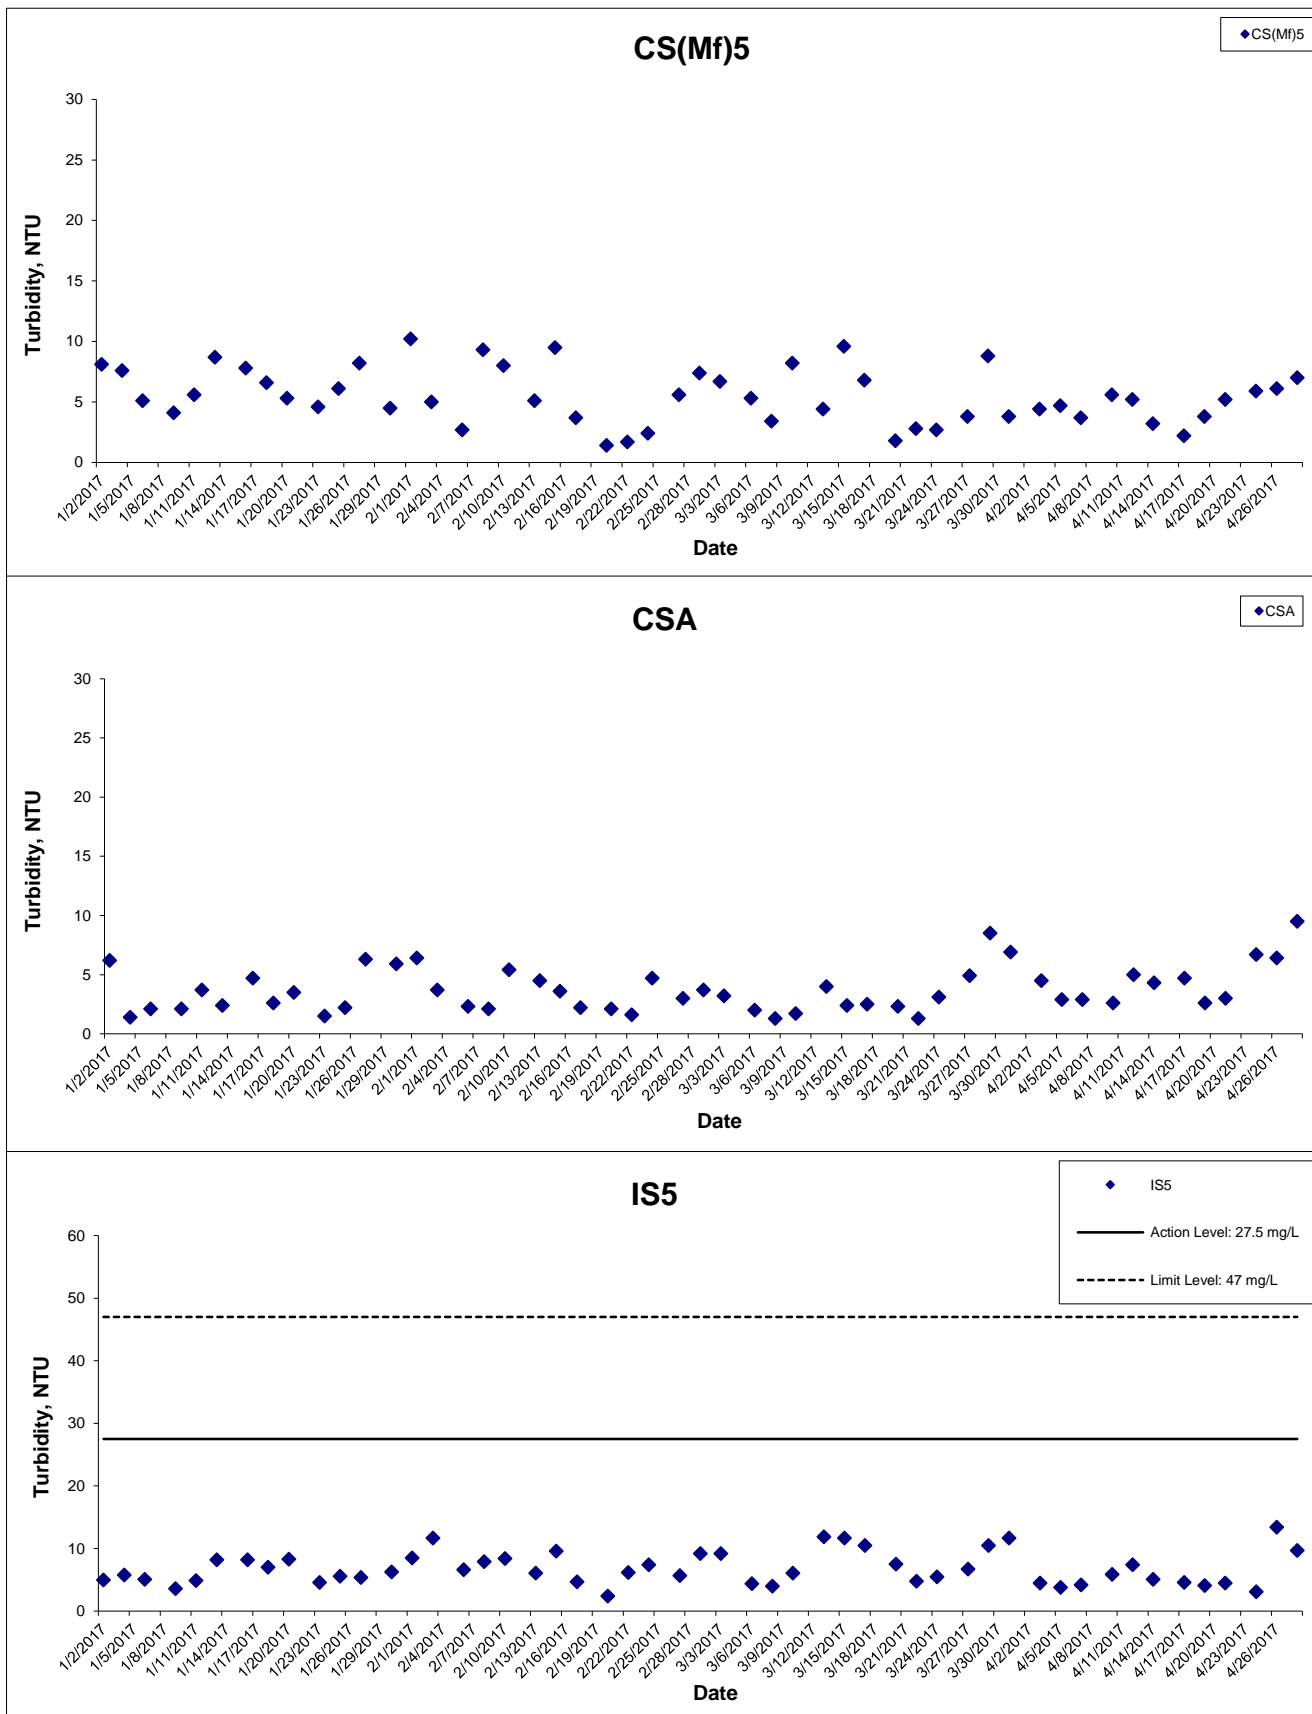 CS(Mf)5
CS(Mf)5
30
25
20
15
10
5
0
Turbidity, NTU
1/2/2017 1/5/2017 1/8/2017 1/11/2017 1/14/2017 1/17/2017 1/20/2017 1/23/2017 1/26/2017 1/29/2017 2/1/2017 2/4/2017 2/7/2017 2/10/2017 2/13/2017 2/16/2017 2/19/2017 2/22/2017 2/25/2017 2/28/2017 3/3/2017 3/6/2017 3/9/2017 3/12/2017 3/15/2017 3/18/2017 3/21/2017 3/24/2017 3/27/2017 3/30/2017 4/2/2017 4/5/2017 4/8/2017 4/11/2017 4/14/2017 4/17/2017 4/20/2017 4/23/2017 4/26/2017
Date
CSA
CSA
30
25
20
15
10
5
0
Turbidity, NTU
1/2/2017 1/5/2017 1/8/2017 1/11/2017 1/14/2017 1/17/2017 1/20/2017 1/23/2017 1/26/2017 1/29/2017 2/1/2017 2/4/2017 2/7/2017 2/10/2017 2/13/2017 2/16/2017 2/19/2017 2/22/2017 2/25/2017 2/28/2017 3/3/2017 3/6/2017 3/9/2017 3/12/2017 3/15/2017 3/18/2017 3/21/2017 3/24/2017 3/27/2017 3/30/2017 4/2/2017 4/5/2017 4/8/2017 4/11/2017 4/14/2017 4/17/2017 4/20/2017 4/23/2017 4/26/2017
Date
IS5
IS5
Action Level: 27.5 mg/L
Limit Level: 47 mg/L
60
50
40
30
20
10
0
Turbidity, NTU
1/2/2017 1/5/2017 1/8/2017 1/11/2017 1/14/2017 1/17/2017 1/20/2017 1/23/2017 1/26/2017 1/29/2017 2/1/2017 2/4/2017 2/7/2017 2/10/2017 2/13/2017 2/16/2017 2/19/2017 2/22/2017 2/25/2017 2/28/2017 3/3/2017 3/6/2017 3/9/2017 3/12/2017 3/15/2017 3/18/2017 3/21/2017 3/24/2017 3/27/2017 3/30/2017 4/2/2017 4/5/2017 4/8/2017 4/11/2017 4/14/2017 4/17/2017 4/20/2017 4/23/2017 4/26/2017
Date